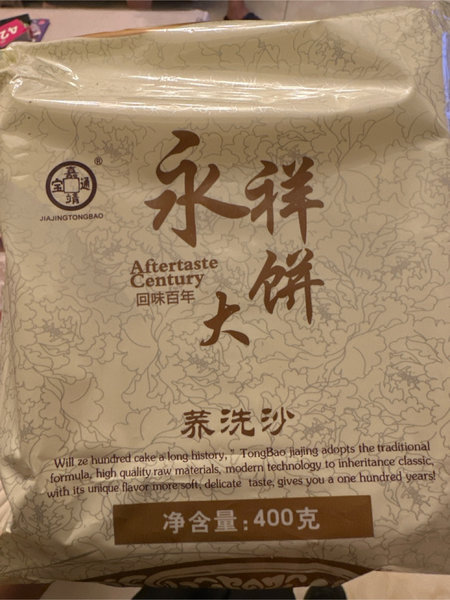 嘉靖通宝
®
JIAJINGTONGBAO
永祥大饼
Aftertaste
Century
回味百年
荞洗沙
Will ze hundred cake a long history, " TongBao jiajing adopts the traditional
formula, high quality raw materials, modern technology to inheritance classic,
with its unique flavor more soft, delicate taste, gives you a one hundred years!
净含量:400克